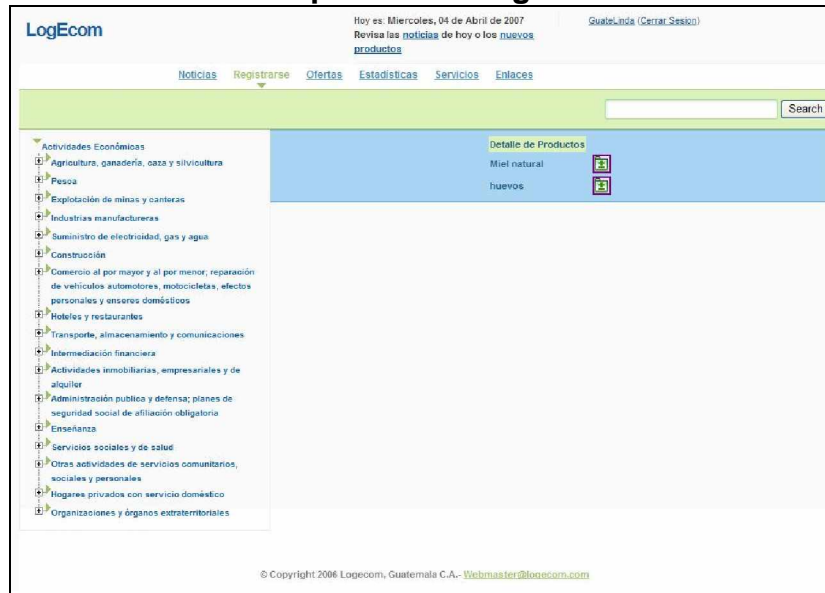 LogEcom
Hoy es: Miercoles, 04 de Abril de 2007
Revisa las noticias de hoy o los nuevos
productos
GuateLinda (Cerrar Sesion)
Noticias Registrarse Ofertas Estadísticas Servicios Enlaces
Search
Actividades Económicas
Agricultura, ganadería, caza y silvicultura
Pesca
Explotación de minas y canteras
Industrias manufactureras
Suministro de electricidad, gas y agua
Construcción
Comercio al por mayor y al por menor; reparación
de vehículos automotores, motocicletas, efectos
personales y enseres domésticos
Hoteles y restaurantes
Transporte, almacenamiento y comunicaciones
Intermediación financiera
Actividades inmobiliarias, empresariales y de
alquiler
Administración publica y defensa; planes de
seguridad social de afiliación obligatoria
Enseñanza
Servicios sociales y de salud
Otras actividades de servicios comunitarios,
sociales y personales
Hogares privados con servicio doméstico
Organizaciones y órganos extraterritoriales
Detalle de Productos
Miel natural
huevos
© Copyright 2006 Logecom, Guatemala C.A.- Webmaster@logecom.com